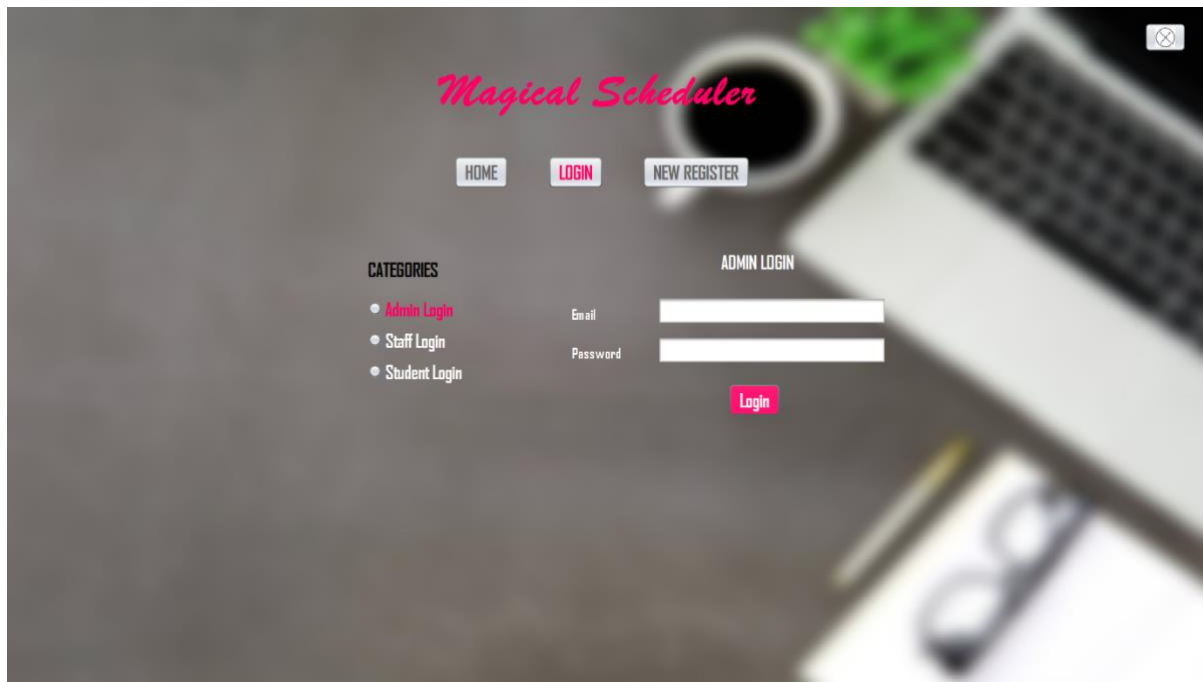 Magical Scheduler
HOME LOGIN NEW REGISTER
CATEGORIES
Admin Login
Staff Login
Student Login
ADMIN LOGIN
Email
Password
Login